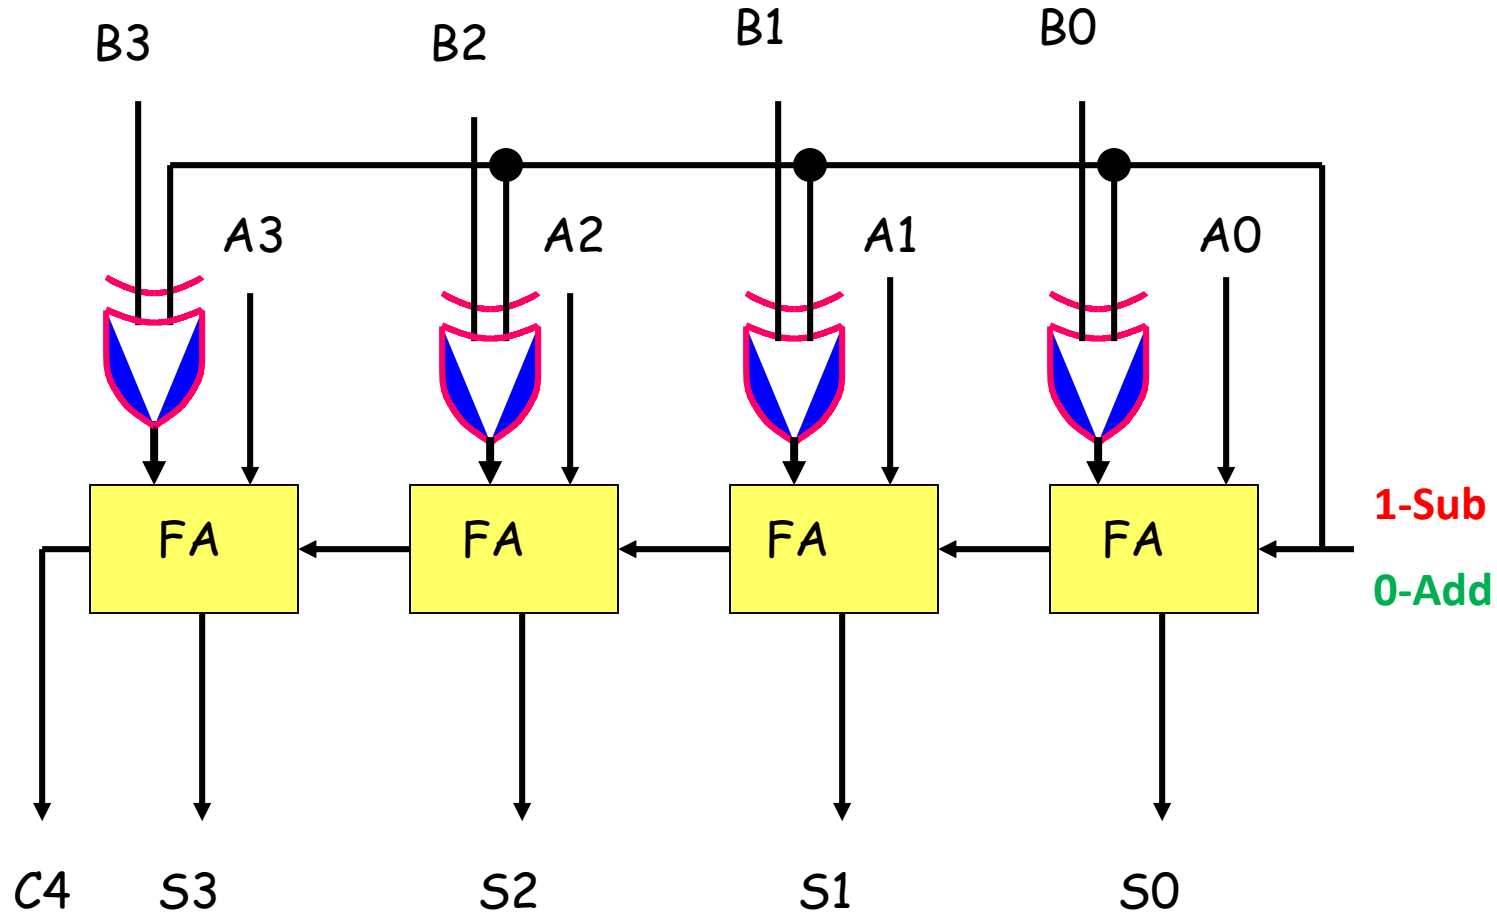 B3 B2 B1 B0
A3 A2 A1 A0
FA FA FA FA
1-Sub
0-Add
C4 S3 S2 S1 S0